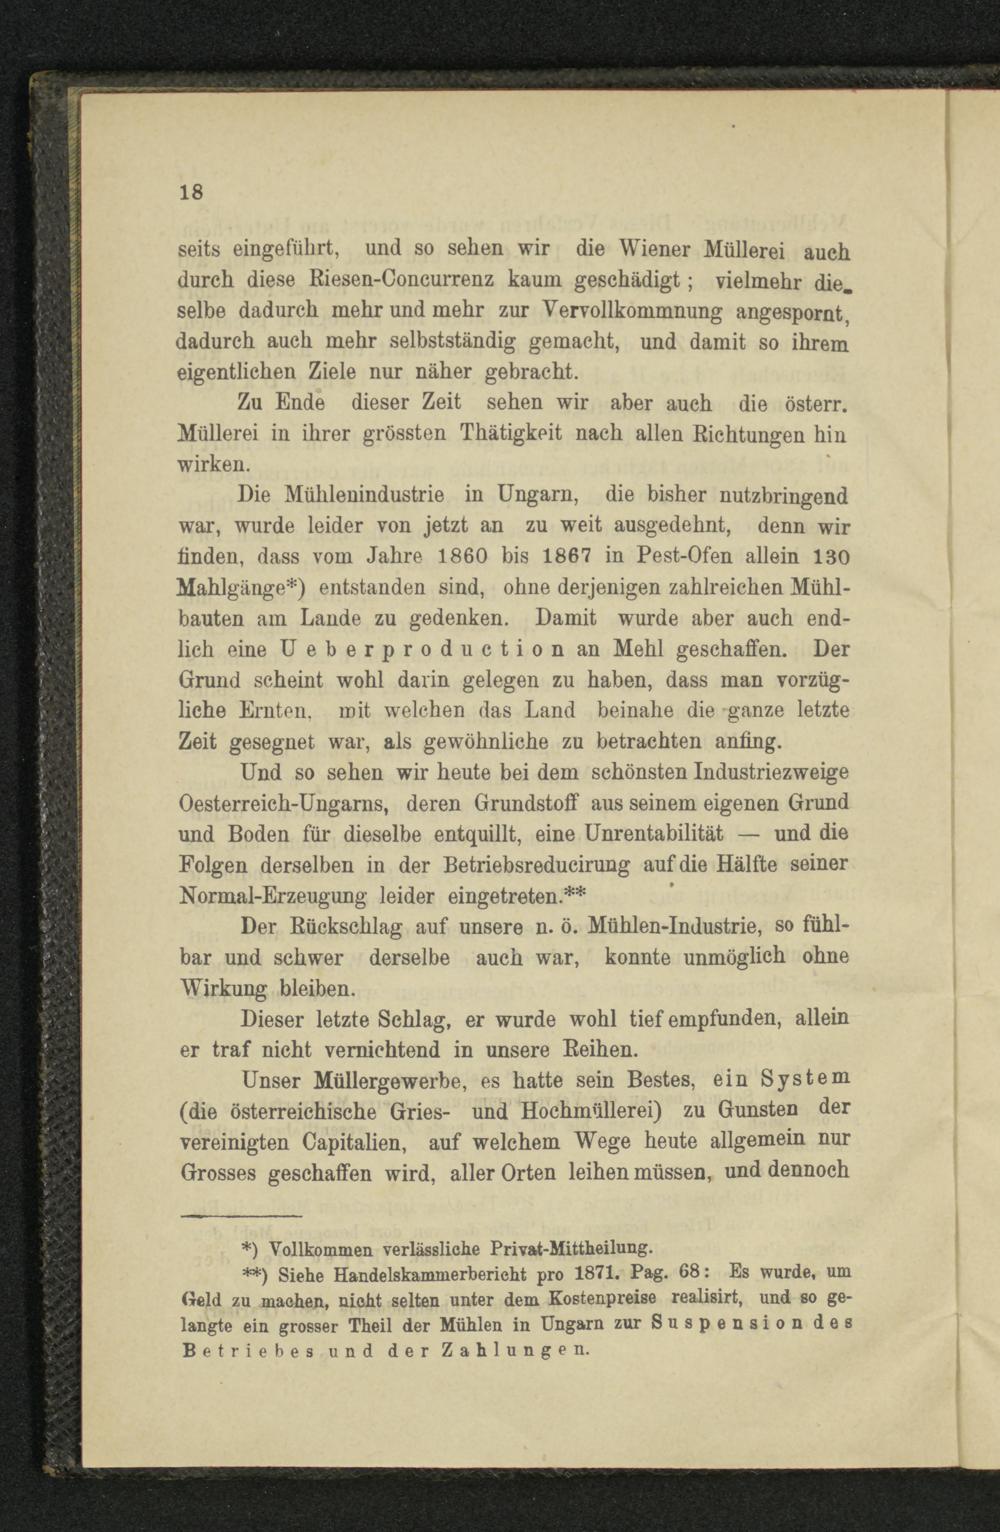 18
seits eingeführt, und so sehen wir die Wiener Müllerei auch
durch diese Riesen-Concurrenz kaum geschädigt; vielmehr die-
selbe dadurch mehr und mehr zur Vervollkommnung angespornt,
dadurch auch mehr selbstständig gemacht, und damit so ihrem
eigentlichen Ziele nur näher gebracht.
Zu Ende dieser Zeit sehen wir aber auch die österr.
Müllerei in ihrer grössten Thätigkeit nach allen Richtungen hin
wirken.
Die Mühlenindustrie in Ungarn, die bisher nutzbringend
war, wurde leider von jetzt an zu weit ausgedehnt, denn wir
finden, dass vom Jahre 1860 bis 1867 in Pest-Ofen allein 130
Mahlgänge*) entstanden sind, ohne derjenigen zahlreichen Mühl-
bauten am Lande zu gedenken. Damit wurde aber auch end-
lich eine Ueberproduction an Mehl geschaffen. Der
Grund scheint wohl darin gelegen zu haben, dass man vorzüg-
liche Ernten, mit welchen das Land beinahe die ganze letzte
Zeit gesegnet war, als gewöhnliche zu betrachten anfing.
Und so sehen wir heute bei dem schönsten Industriezweige
Oesterreich-Ungarns, deren Grundstoff aus seinem eigenen Grund
und Boden für dieselbe entquillt, eine Unrentabilität — und die
Folgen derselben in der Betriebsreducirung auf die Hälfte seiner
Normal-Erzeugung leider eingetreten.**
Der Rückschlag auf unsere n. ö. Mühlen-Industrie, so fühl-
bar und schwer derselbe auch war, konnte unmöglich ohne
Wirkung bleiben.
Dieser letzte Schlag, er wurde wohl tief empfunden, allein
er traf nicht vernichtend in unsere Reihen.
Unser Müllergewerbe, es hatte sein Bestes, ein System
(die österreichische Gries- und Hochmüllerei) zu Gunsten der
vereinigten Capitalien, auf welchem Wege heute allgemein nur
Grosses geschaffen wird, aller Orten leihen müssen, und dennoch
*) Vollkommen verlässliche Privat-Mittheilung.
**) Siehe Handelskammerbericht pro 1871. Pag. 68: Es wurde, um
Geld zu machen, nicht selten unter dem Kostenpreise realisirt, und so ge-
langte ein grosser Theil der Mühlen in Ungarn zur Suspension des
Betriebes und der Zahlungen.